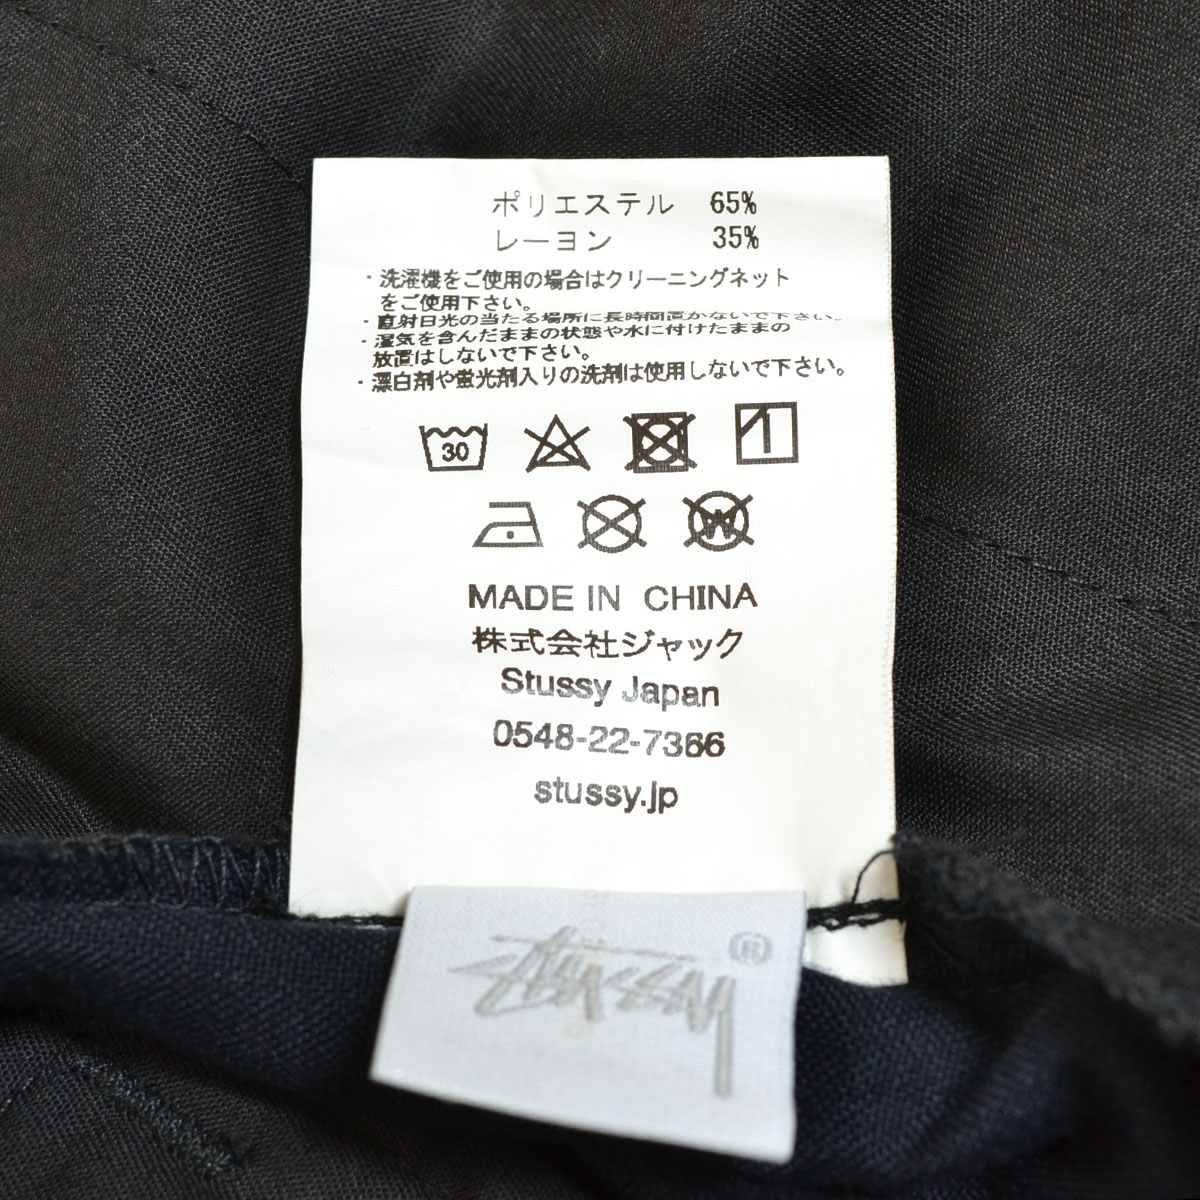 ポリエステル 65%
レーヨン 35%
・洗濯機をご使用の場合はクリーニングネット
をご使用下さい。
・直射日光の当たる場所に長時間置かないで下さい。
・湿気を含んだままの状態や水に付けたままの
放置はしないで下さい。
・漂白剤や蛍光剤入りの洗剤は使用しないで下さい。
30
W
MADE IN CHINA
株式会社ジャック
Stussy Japan
0548-22-7366
stussy.jp
Stüssy ®